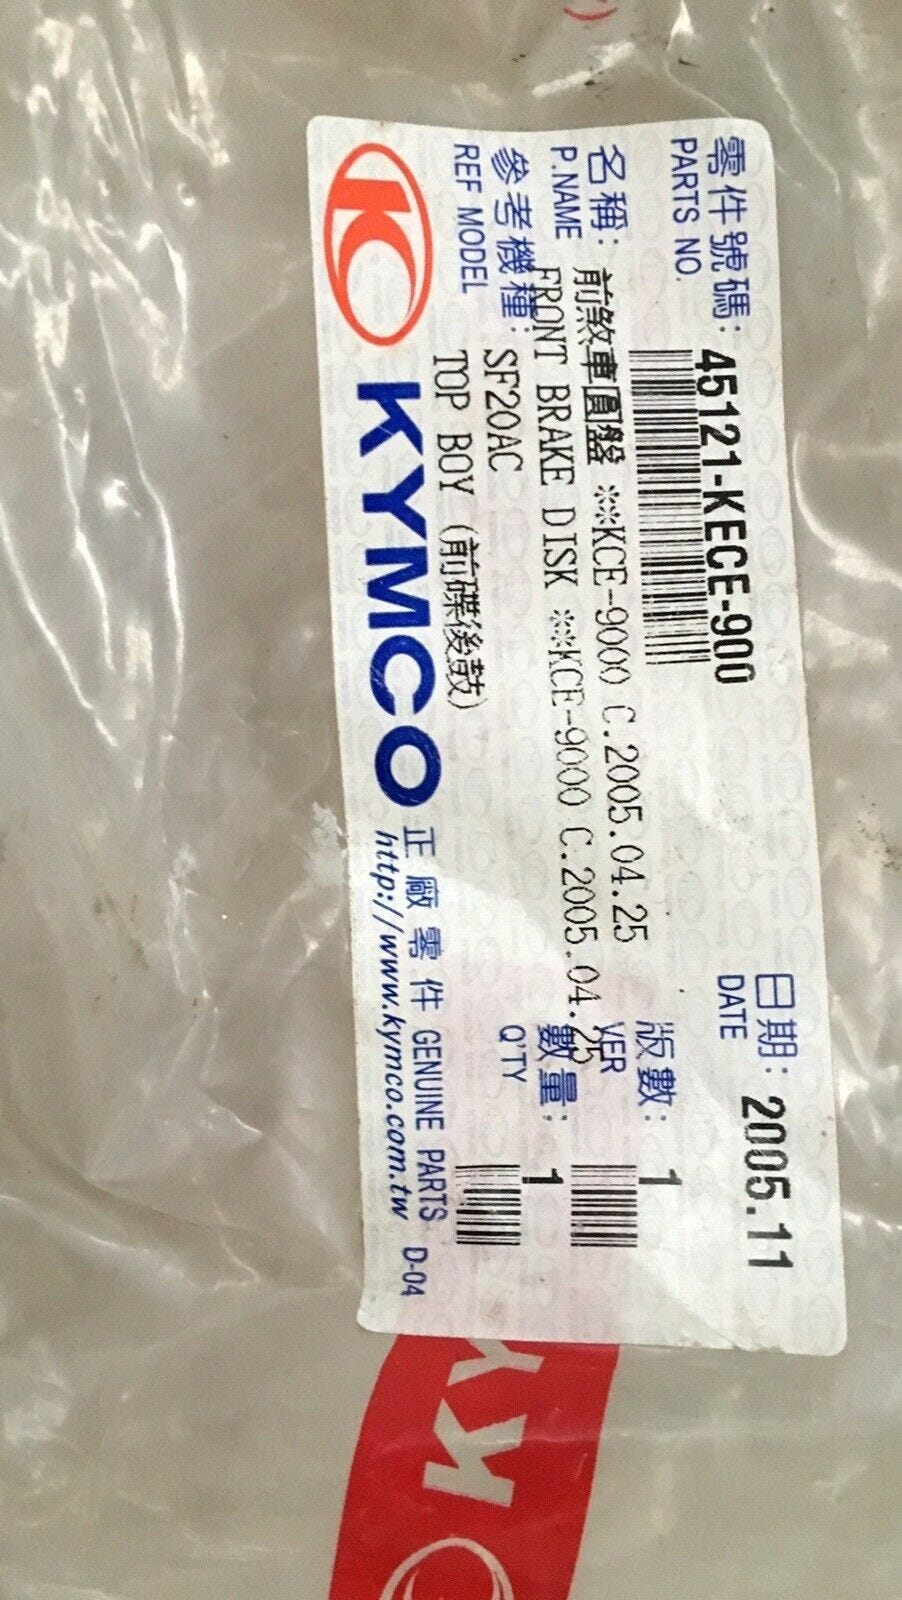 零件號碼: 45121-KECE-900
PARTS NO.
日期: 2005.11
DATE
名稱: 前煞車圓盤 **KCE-9000 C.2005.04.25
P.NAME FRONT BRAKE DISK **KCE-9000 C.2005.04.25
版數: 1
VER
參考機種: SF20AC
REF MODEL TOP BOY (前碟後鼓)
數量: 1
Q'TY
KYMCO 正廠零件 GENUINE PARTS D-04
http://www.kymco.com.tw
KY